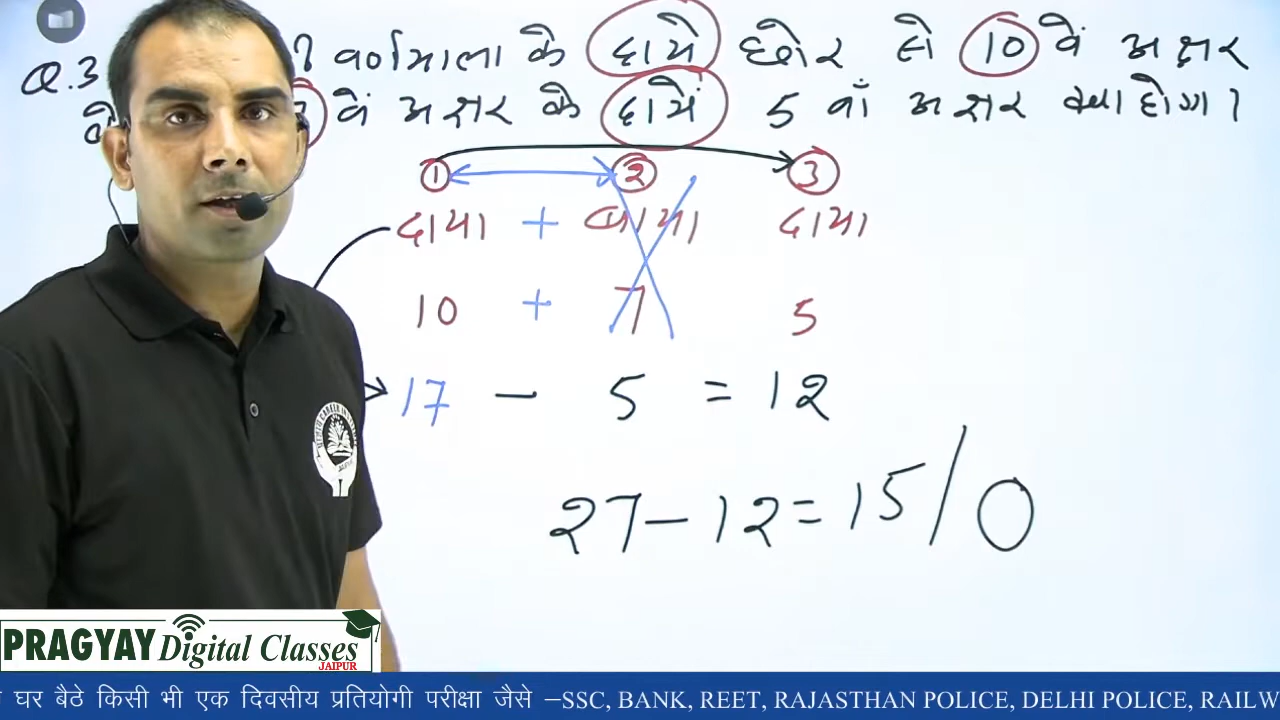 Q.3 वर्णमाला के दाये छोर से 10 वें अक्षर
के वें अक्षर के दायें 5 वाँ अक्षर क्या होगा।
1 2 3
दाया + बाया दाया
10 + 7 5
17 - 5 = 12
27-12=15/O
PRAGYAY Digital Classes
JAIPUR
घर बैठे किसी भी एक दिवसीय प्रतियोगी परीक्षा जैसे –SSC, BANK, REET, RAJASTHAN POLICE, DELHI POLICE, RAILW